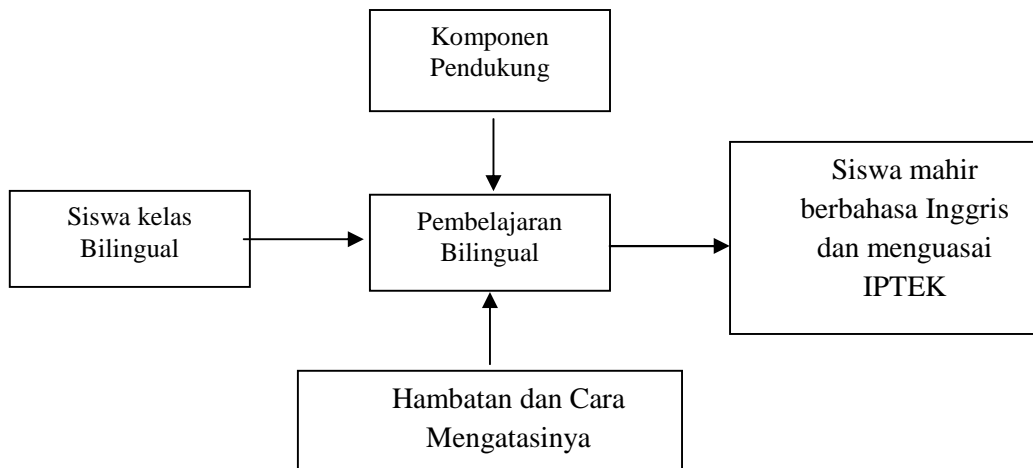 Komponen
Pendukung
Siswa kelas
Bilingual
Pembelajaran
Bilingual
Siswa mahir
berbahasa Inggris
dan menguasai
IPTEK
Hambatan dan Cara
Mengatasinya